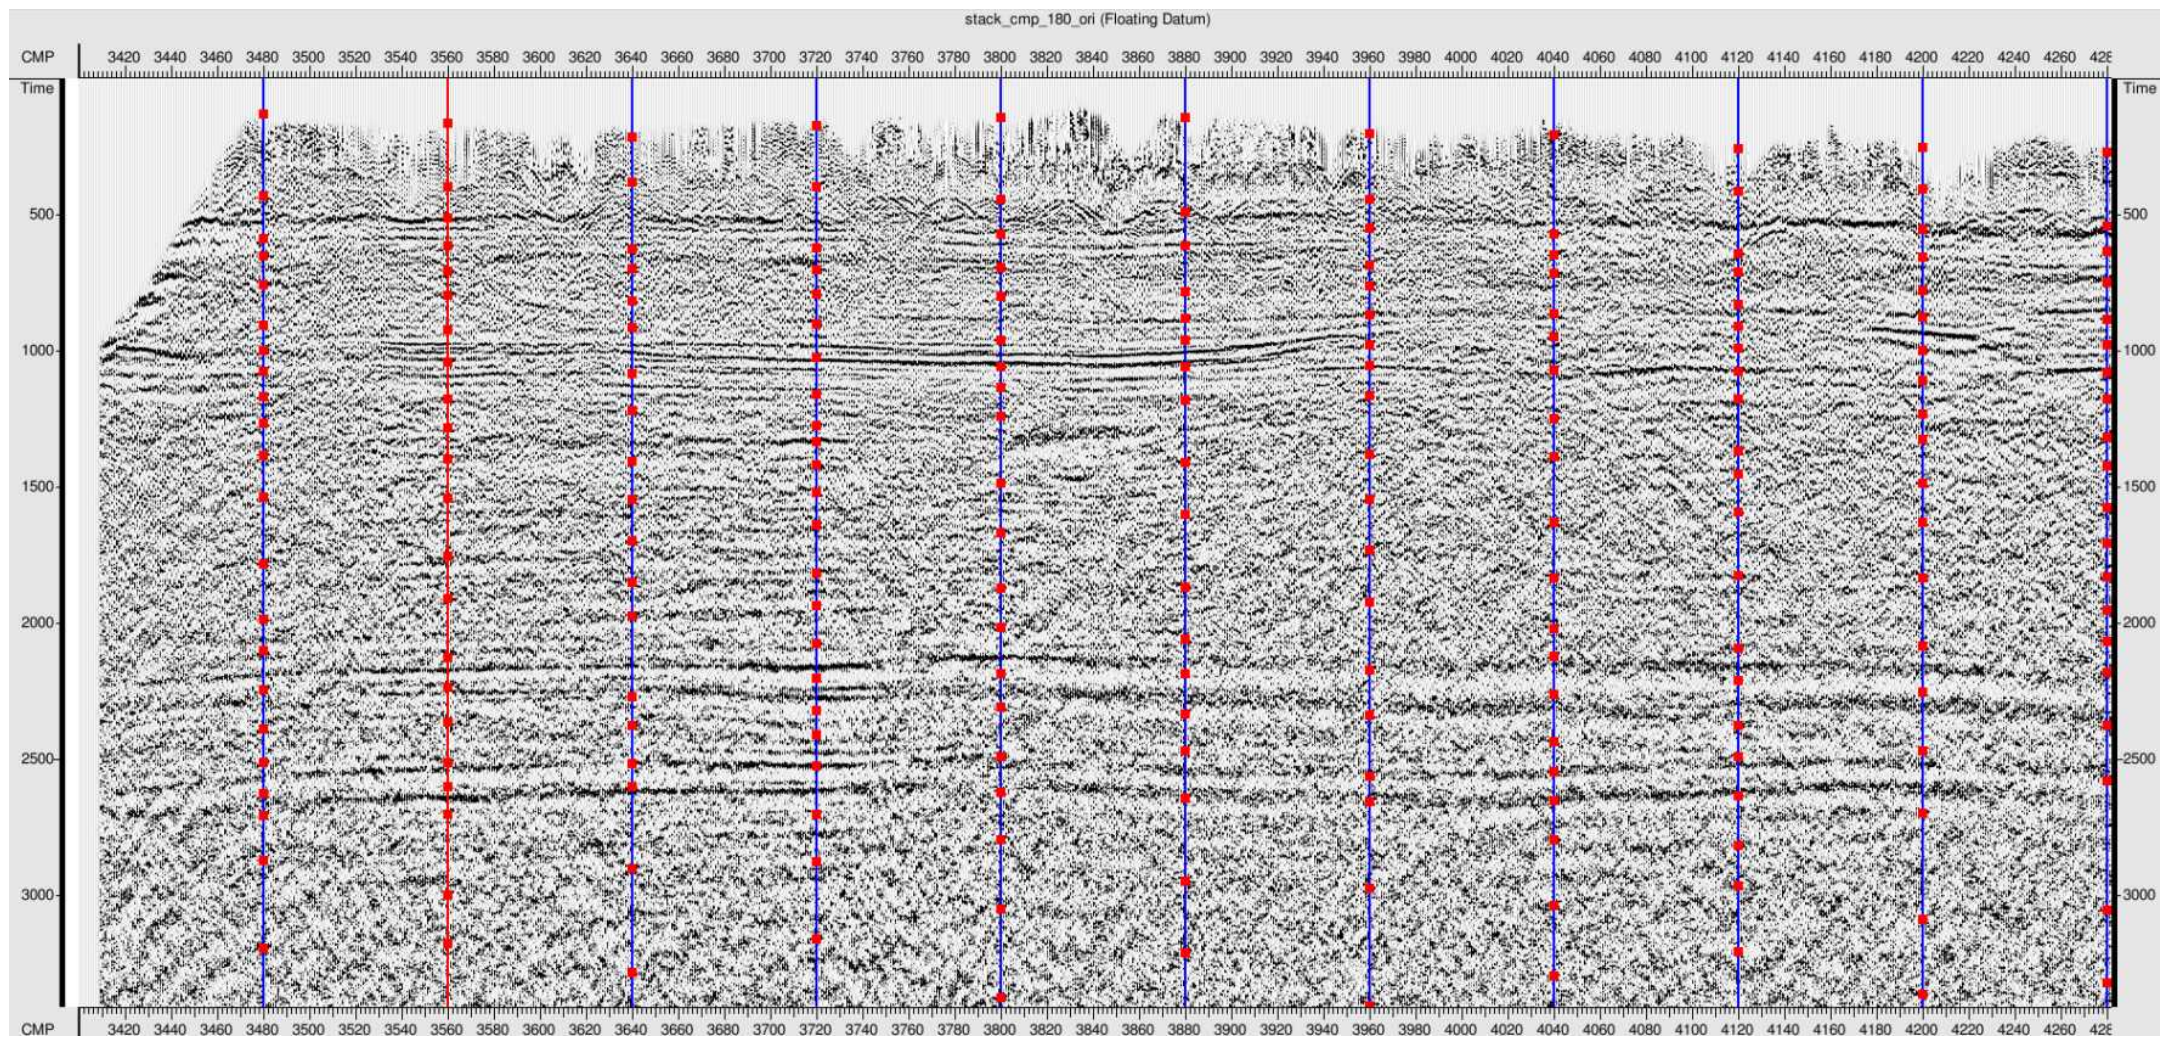 stack_cmp_180_ori (Floating Datum)
CMP 3420 3440 3460 3480 3500 3520 3540 3560 3580 3600 3620 3640 3660 3680 3700 3720 3740 3760 3780 3800 3820 3840 3860 3880 3900 3920 3940 3960 3980 4000 4020 4040 4060 4080 4100 4120 4140 4160 4180 4200 4220 4240 4260 428
Time Time
500 500
1000 1000
1500 1500
2000 2000
2500 2500
3000 3000
CMP 3420 3440 3460 3480 3500 3520 3540 3560 3580 3600 3620 3640 3660 3680 3700 3720 3740 3760 3780 3800 3820 3840 3860 3880 3900 3920 3940 3960 3980 4000 4020 4040 4060 4080 4100 4120 4140 4160 4180 4200 4220 4240 4260 428